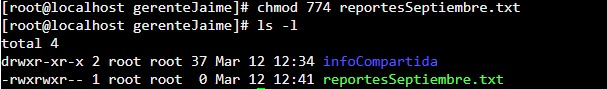 [root@localhost gerenteJaime]# chmod 774 reportesSeptiembre.txt
[root@localhost gerenteJaime]# ls -l
total 4
drwxr-xr-x 2 root root 37 Mar 12 12:34 infoCompartida
-rwxrwxr-- 1 root root  0 Mar 12 12:41 reportesSeptiembre.txt